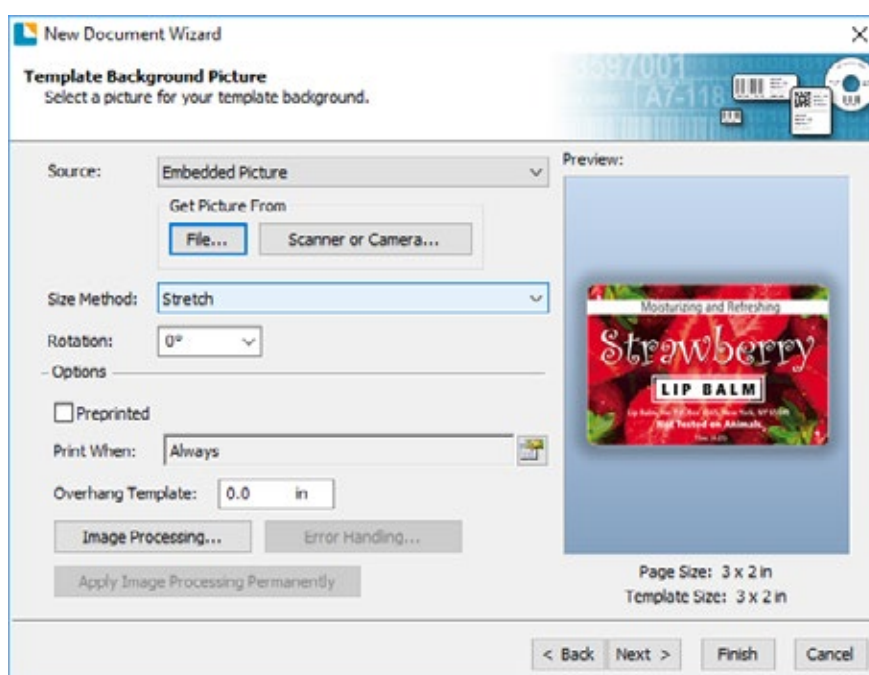 New Document Wizard
Template Background Picture
Select a picture for your template background.
3597001
A7-118
Source:
Embedded Picture
Get Picture From
File...
Scanner or Camera...
Size Method:
Stretch
Rotation:
0°
Options
Preprinted
Print When:
Always
Overhang Template:
0.0 in
Image Processing...
Error Handling...
Apply Image Processing Permanently
Preview:
Moisturizing and Refreshing
Strawberry
LIP BALM
Not Tested on Animals.
Page Size: 3 x 2 in
Template Size: 3 x 2 in
< Back
Next >
Finish
Cancel